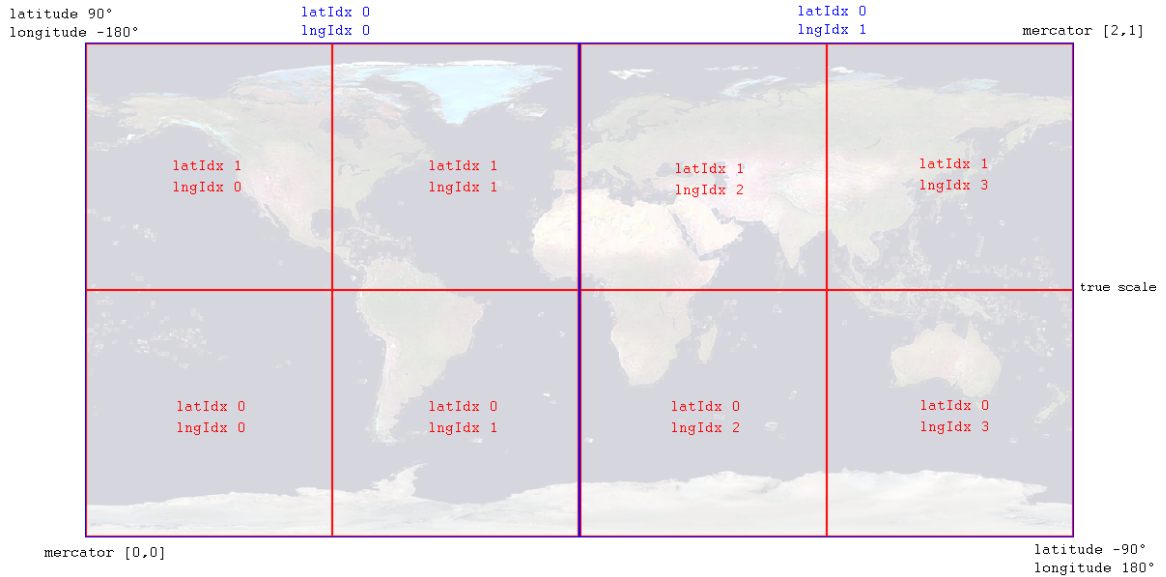 latitude 90°
longitude -180°
latIdx 0
lngIdx 0
latIdx 0
lngIdx 1
mercator [2,1]
latIdx 1
lngIdx 0
latIdx 1
lngIdx 1
latIdx 1
lngIdx 2
latIdx 1
lngIdx 3
true scale
latIdx 0
lngIdx 0
latIdx 0
lngIdx 1
latIdx 0
lngIdx 2
latIdx 0
lngIdx 3
mercator [0,0]
latitude -90°
longitude 180°